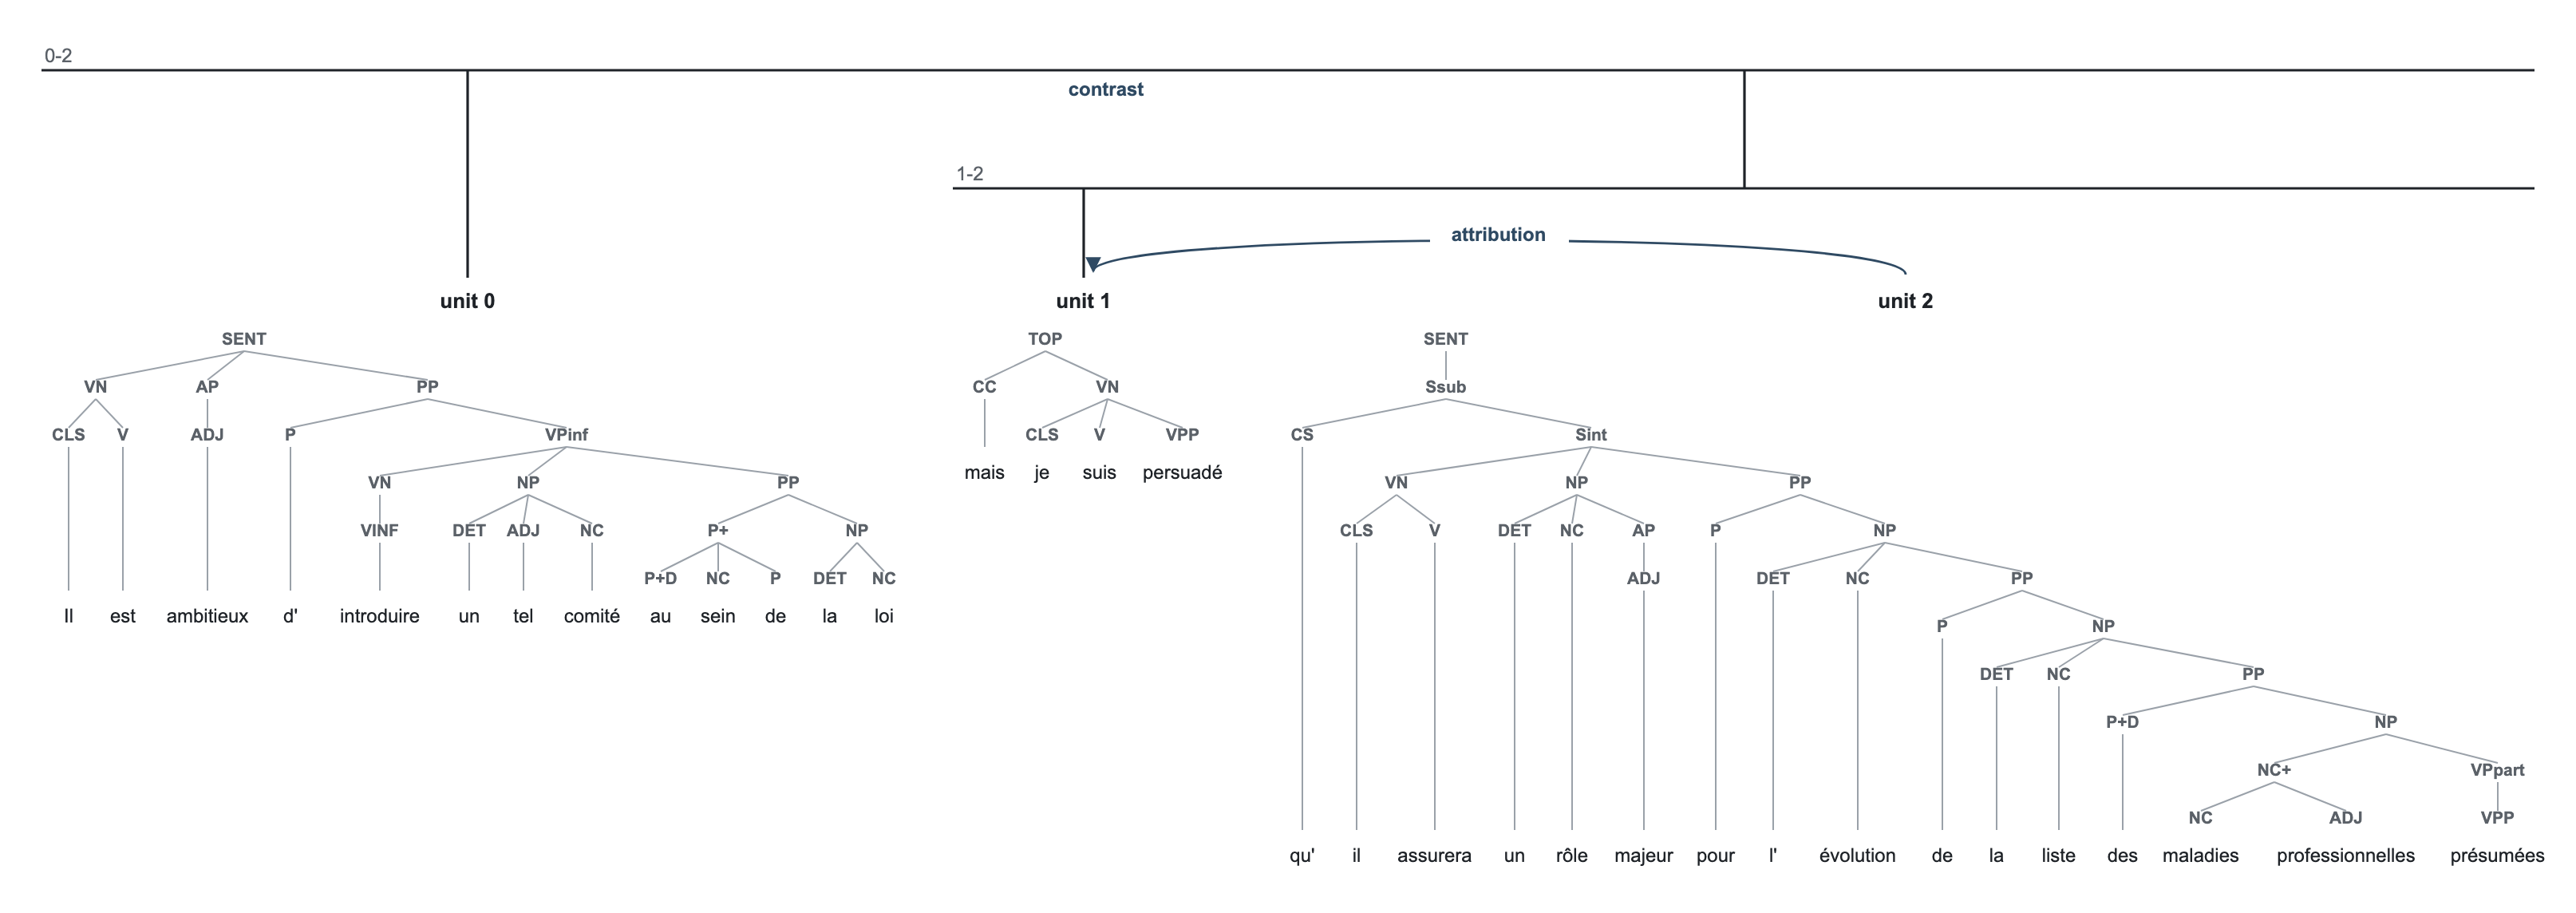 0-2
contrast
1-2
attribution
unit 0 unit 1 unit 2
SENT TOP SENT
VN AP PP CC VN Ssub
CLS V ADJ P VPinf CLS V VPP CS Sint
mais je suis persuadé
VN NP PP VN NP PP
VINF DET ADJ NC P+ NP CLS V DET NC AP P NP
P+D NC P DET NC ADJ DET NC PP
Il est ambitieux d' introduire un tel comité au sein de la loi
P NP
DET NC PP
P+D NP
NC+ VPpart
NC ADJ VPP
qu' il assurera un rôle majeur pour l' évolution de la liste des maladies professionnelles présumées